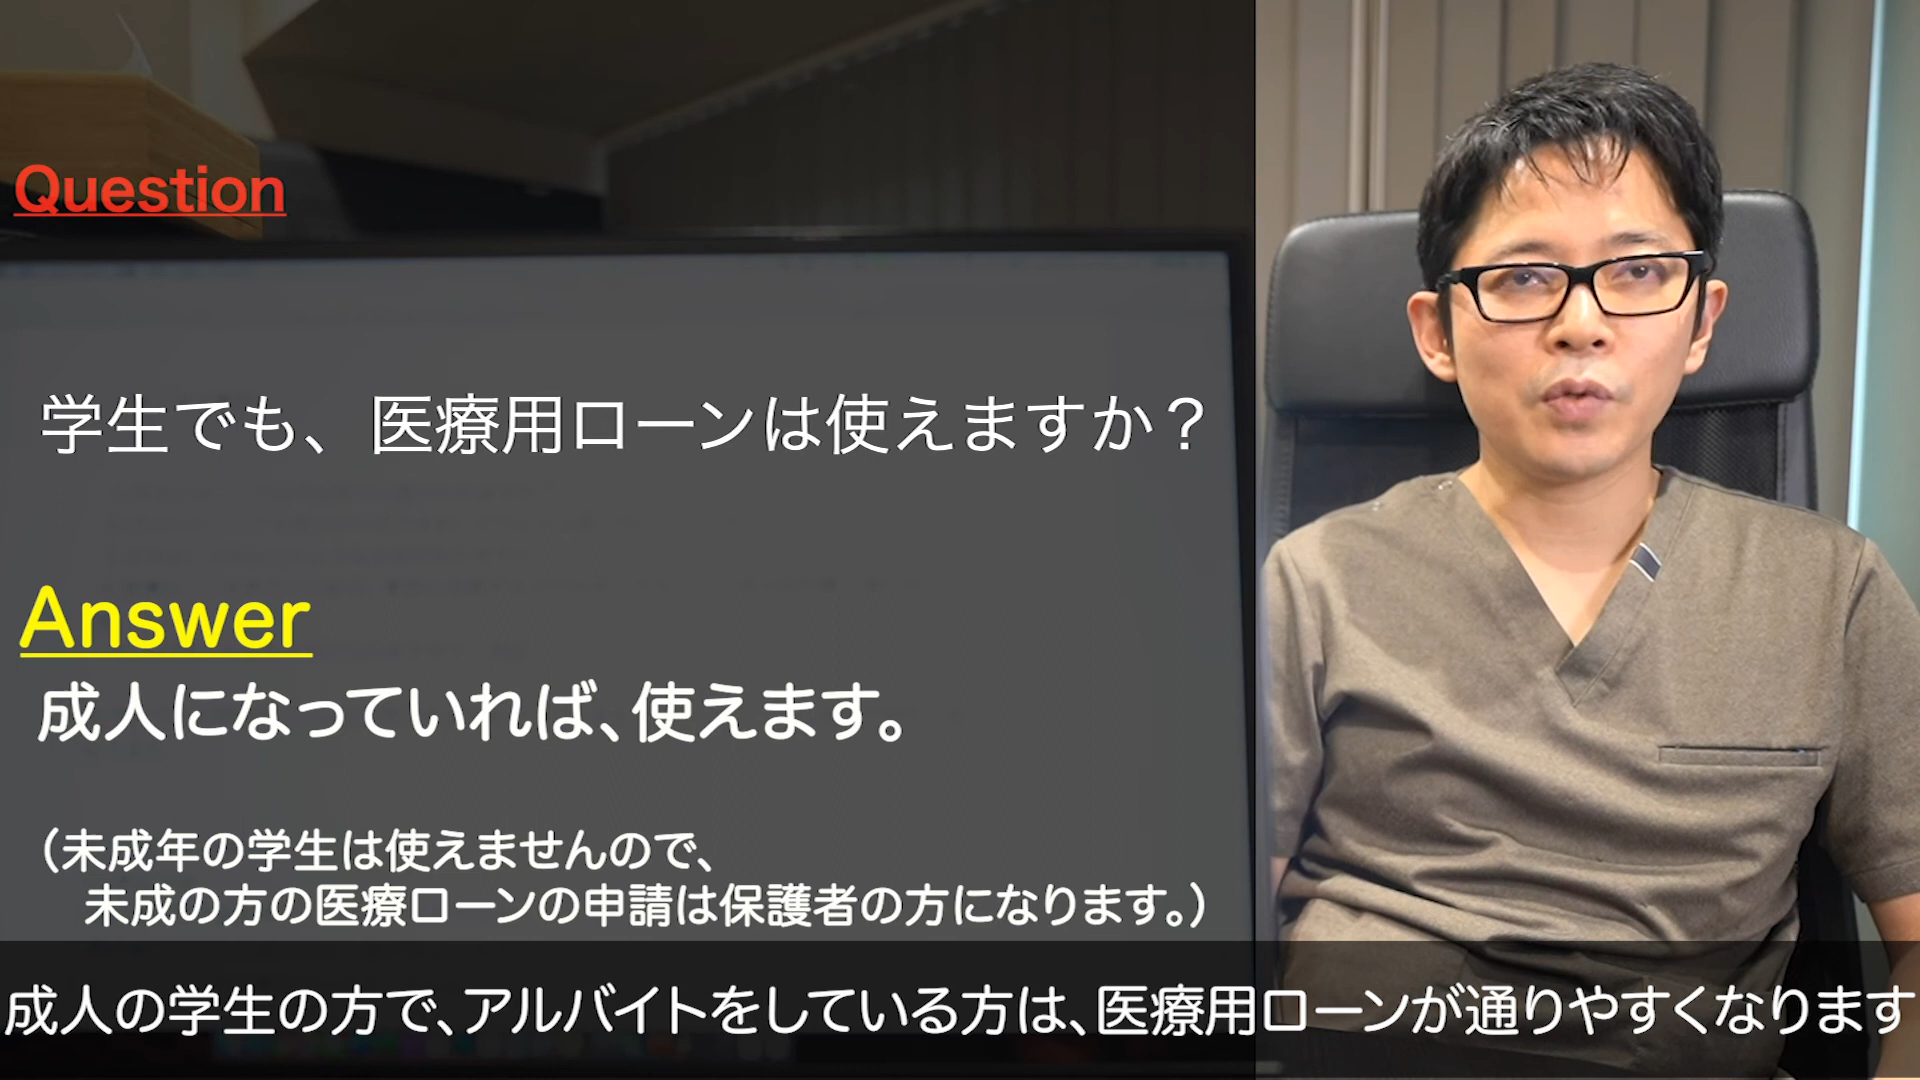 Question
学生でも、医療用ローンは使えますか？
Answer
成人になっていれば、使えます。
（未成年の学生は使えませんので、
未成の方の医療ローンの申請は保護者の方になります。）
成人の学生の方で、アルバイトをしている方は、医療用ローンが通りやすくなります